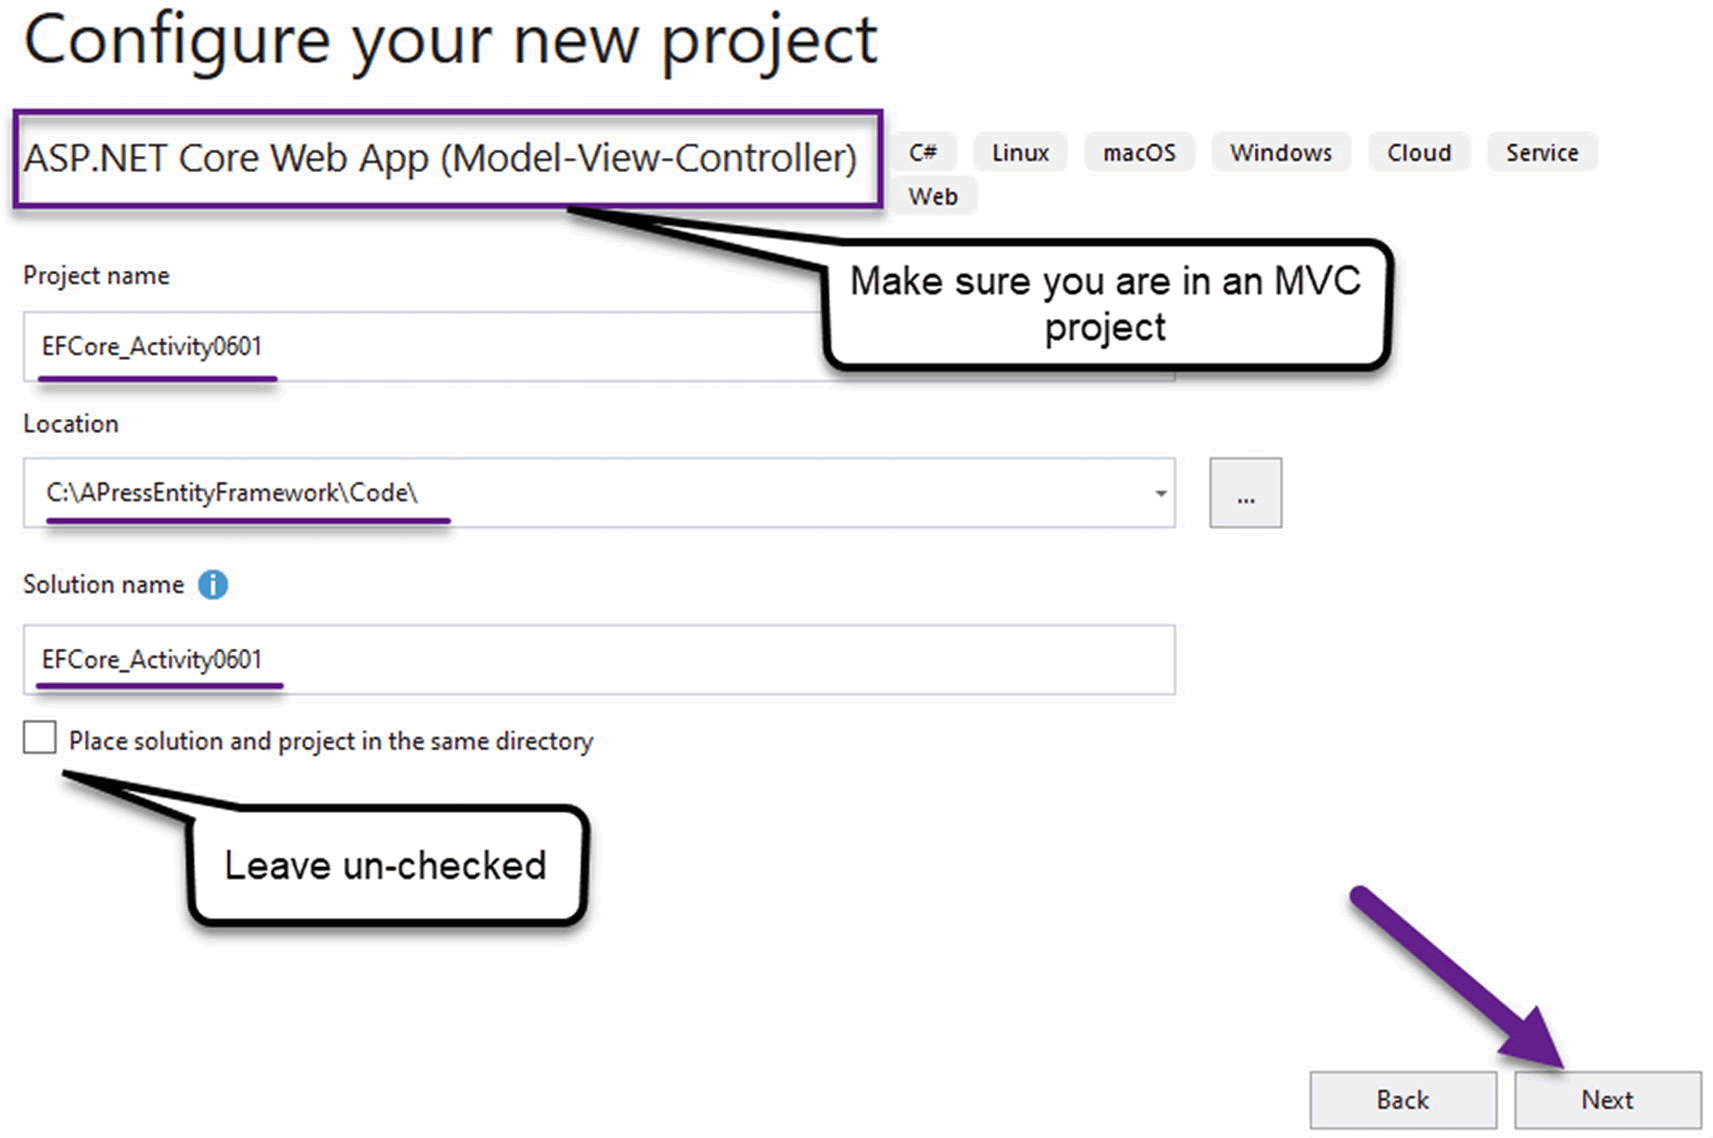 Configure your new project
ASP.NET Core Web App (Model-View-Controller)
C# Linux macOS Windows Cloud Service
Web
Make sure you are in an MVC
project
Project name
EFCore_Activity0601
Location
C:\APressEntityFramework\Code\
...
Solution name i
EFCore_Activity0601
Place solution and project in the same directory
Leave un-checked
Back Next